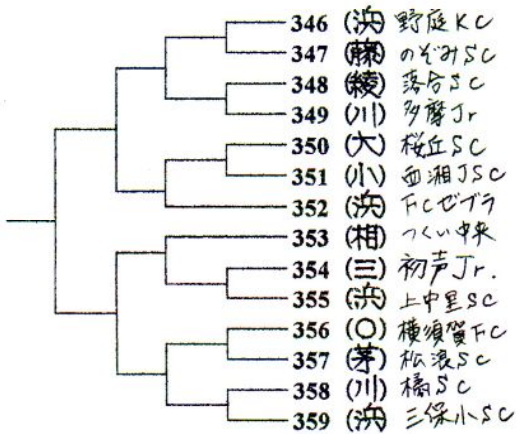 346 (浜) 野庭KC
347 (藤) のぞみSC
348 (綾) 落合SC
349 (川) 多摩Jr
350 (大) 桜丘SC
351 (小) 西湘JSC
352 (浜) FCゼブラ
353 (相) つくい中央
354 (三) 初声Jr.
355 (浜) 上中里SC
356 (〇) 横須賀FC
357 (茅) 松浪SC
358 (川) 橘SC
359 (浜) 三保小SC